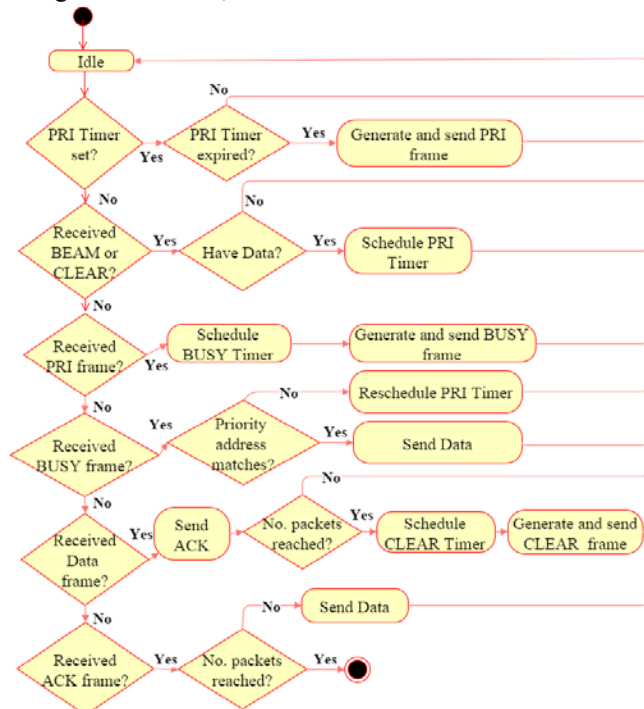 Idle
No
PRI Timer
set?
Yes
PRI Timer
expired?
Yes
Generate and send PRI
frame
No
No
Received
BEAM or
CLEAR?
Yes
Have Data?
Yes
Schedule PRI
Timer
No
Received
PRI frame?
Yes
Schedule
BUSY Timer
Generate and send BUSY
frame
No
No
Reschedule PRI Timer
Received
BUSY frame?
Yes
Priority
address
matches?
Yes
Send Data
No
No
Received
Data
frame?
Yes
Send
ACK
No. packets
reached?
Yes
Schedule
CLEAR Timer
Generate and send
CLEAR frame
No
No
Send Data
Received
ACK frame?
Yes
No. packets
reached?
Yes